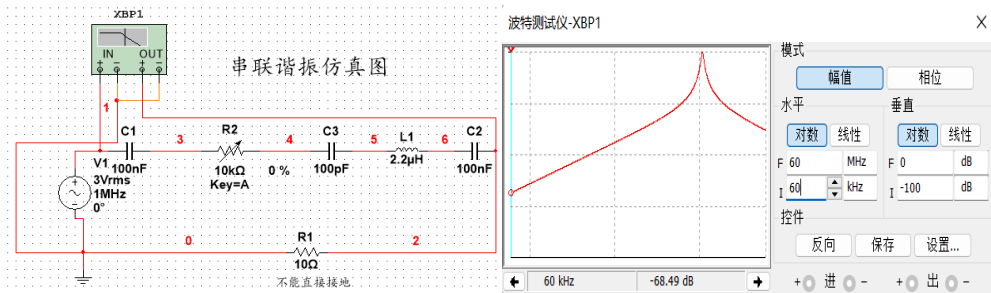 XBP1
IN OUT
串联谐振仿真图
1
C1
100nF
3
R2
10kΩ
Key=A
0 %
4
C3
100pF
5
L1
2.2μH
6
C2
100nF
V1
3Vrms
1MHz
0°
0
R1
10Ω
2
不能直接接地
波特测试仪-XBP1
X
模式
幅值 相位
水平 垂直
对数 线性 对数 线性
F 60 MHz F 0 dB
I 60 kHz I -100 dB
控件
反向 保存 设置...
60 kHz -68.49 dB
+ 进 - + 出 -